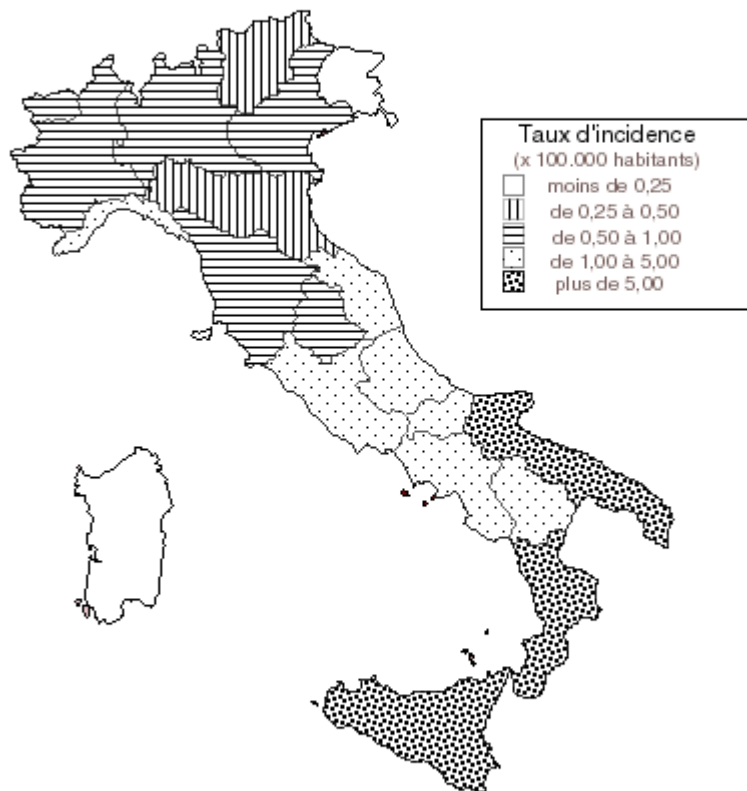 Taux d'incidence
(x 100.000 habitants)
moins de 0,25
de 0,25 à 0,50
de 0,50 à 1,00
de 1,00 à 5,00
plus de 5,00